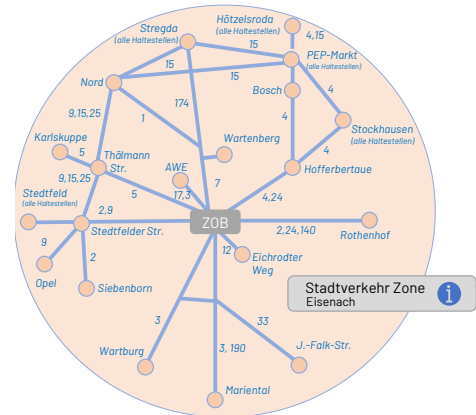 Hötzelsroda
(alle Haltestellen)
Stregda
(alle Haltestellen)
4,15
15
PEP-Markt
(alle Haltestellen)
15
15
Nord
Bosch
4
174
9,15,25
1
4
Stockhausen
(alle Haltestellen)
Karlskuppe
5
Wartenberg
4
Thälmann
Str.
AWE
Hofferbertaue
9,15,25
7
5
17,3
4,24
Stedtfeld
(alle Haltestellen)
2,9
ZOB
2,24,140
Rothenhof
Stedtfelder Str.
9
2
12
Eichrodter
Weg
Opel
Siebenborn
Stadtverkehr Zone
Eisenach
i
3
33
3, 190
J.-Falk-Str.
Wartburg
Mariental